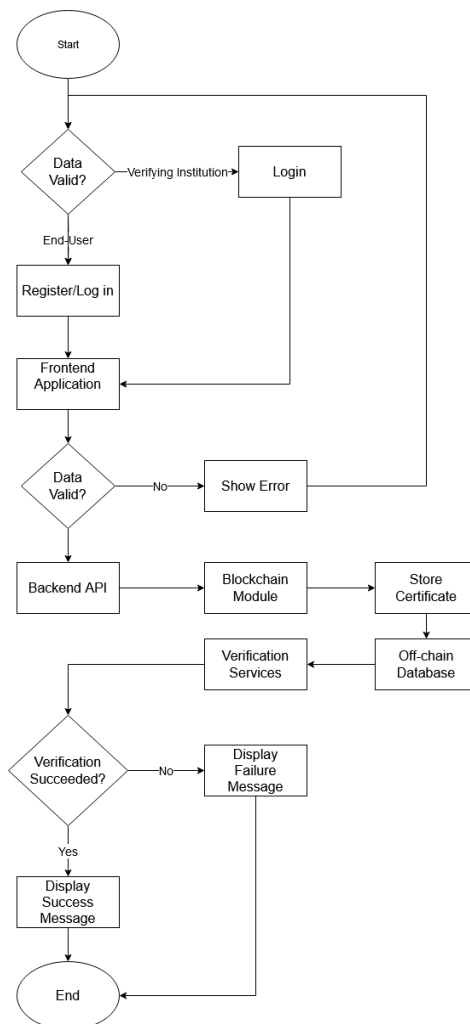 Start
Data
Valid?
Verifying Institution
Login
End-User
Register/Log in
Frontend
Application
Data
Valid?
No
Show Error
Backend API
Blockchain
Module
Store
Certificate
Verification
Services
Off-chain
Database
Verification
Succeeded?
No
Display
Failure
Message
Yes
Display
Success
Message
End